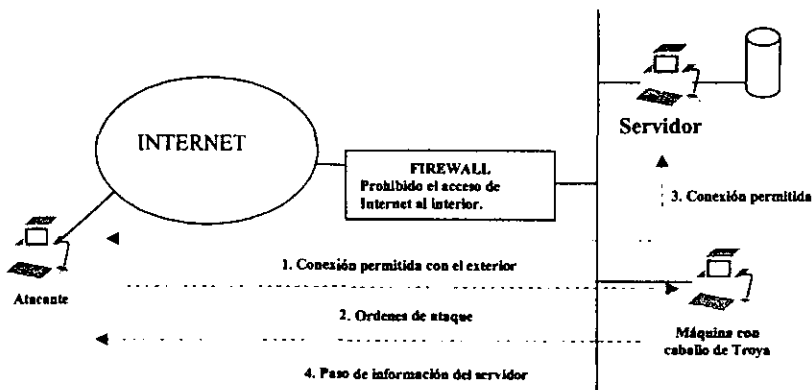 INTERNET
FIREWALL
Prohibido el acceso de
Internet al interior.
Servidor
3. Conexión permitida
1. Conexión permitida con el exterior
Atacante
2. Ordenes de ataque
Máquina con
caballo de Troya
4. Paso de información del servidor